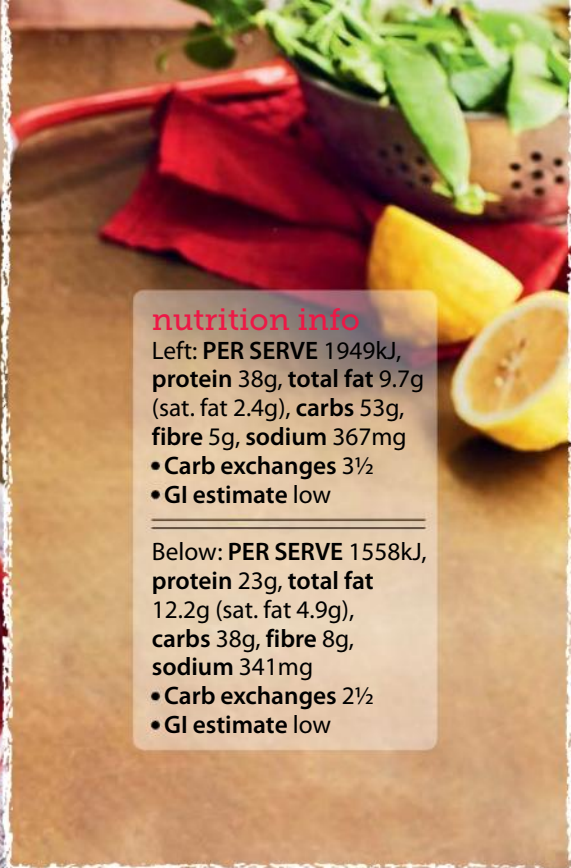 nutrition info
Left: PER SERVE 1949kJ,
protein 38g, total fat 9.7g
(sat. fat 2.4g), carbs 53g,
fibre 5g, sodium 367mg
• Carb exchanges 3½
• GI estimate low
Below: PER SERVE 1558kJ,
protein 23g, total fat
12.2g (sat. fat 4.9g),
carbs 38g, fibre 8g,
sodium 341mg
• Carb exchanges 2½
• GI estimate low